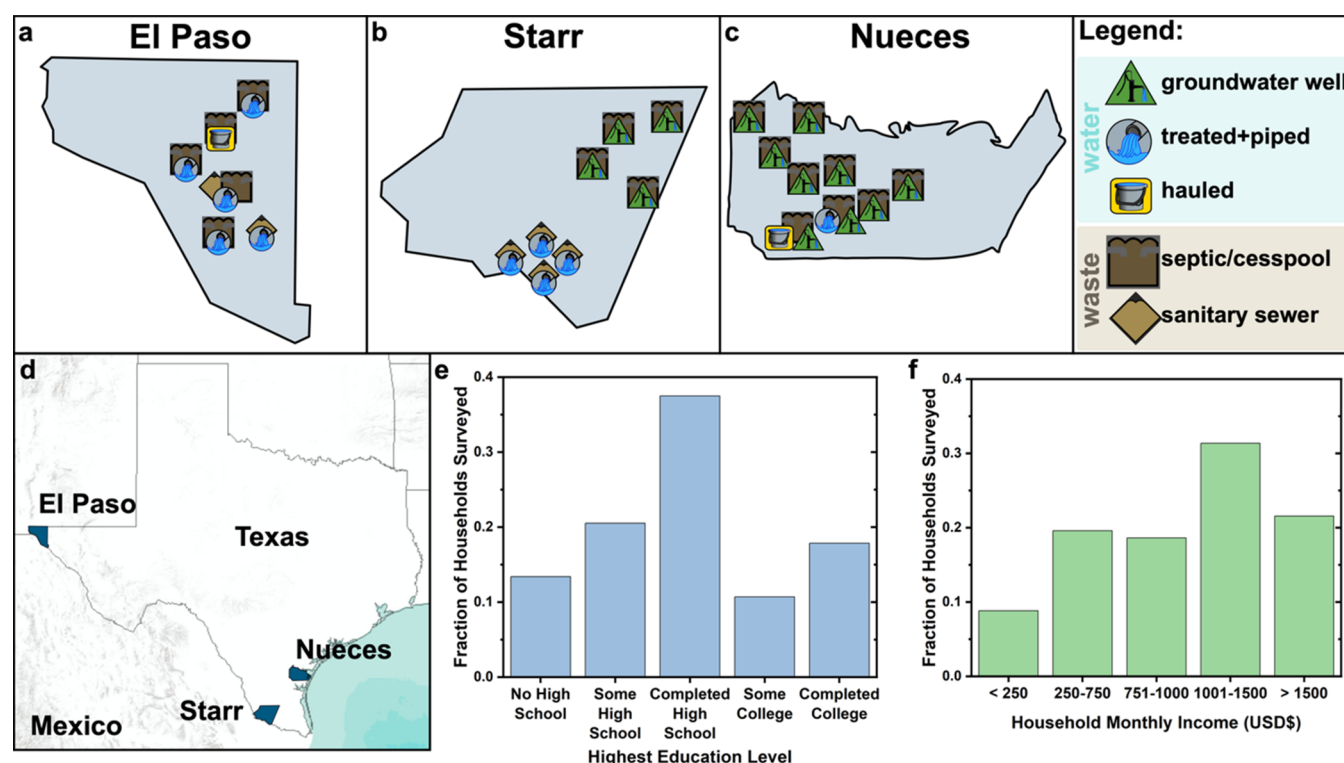 a
El Paso
b
Starr
c
Nueces
Legend:
water
groundwater well
treated+piped
hauled
waste
septic/cesspool
sanitary sewer
d
El Paso
Texas
Nueces
Starr
Mexico
e
Fraction of Households Surveyed
0.4
0.3
0.2
0.1
0.0
No High
School
Some
High
School
Completed
High
School
Some
College
Completed
College
Highest Education Level
f
Fraction of Households Surveyed
0.4
0.3
0.2
0.1
0.0
< 250
250-750
751-1000
1001-1500
> 1500
Household Monthly Income (USD$)